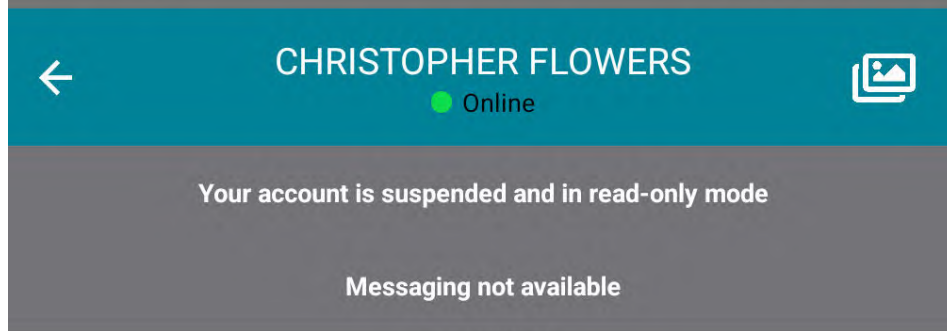 CHRISTOPHER FLOWERS
Online
Your account is suspended and in read-only mode
Messaging not available